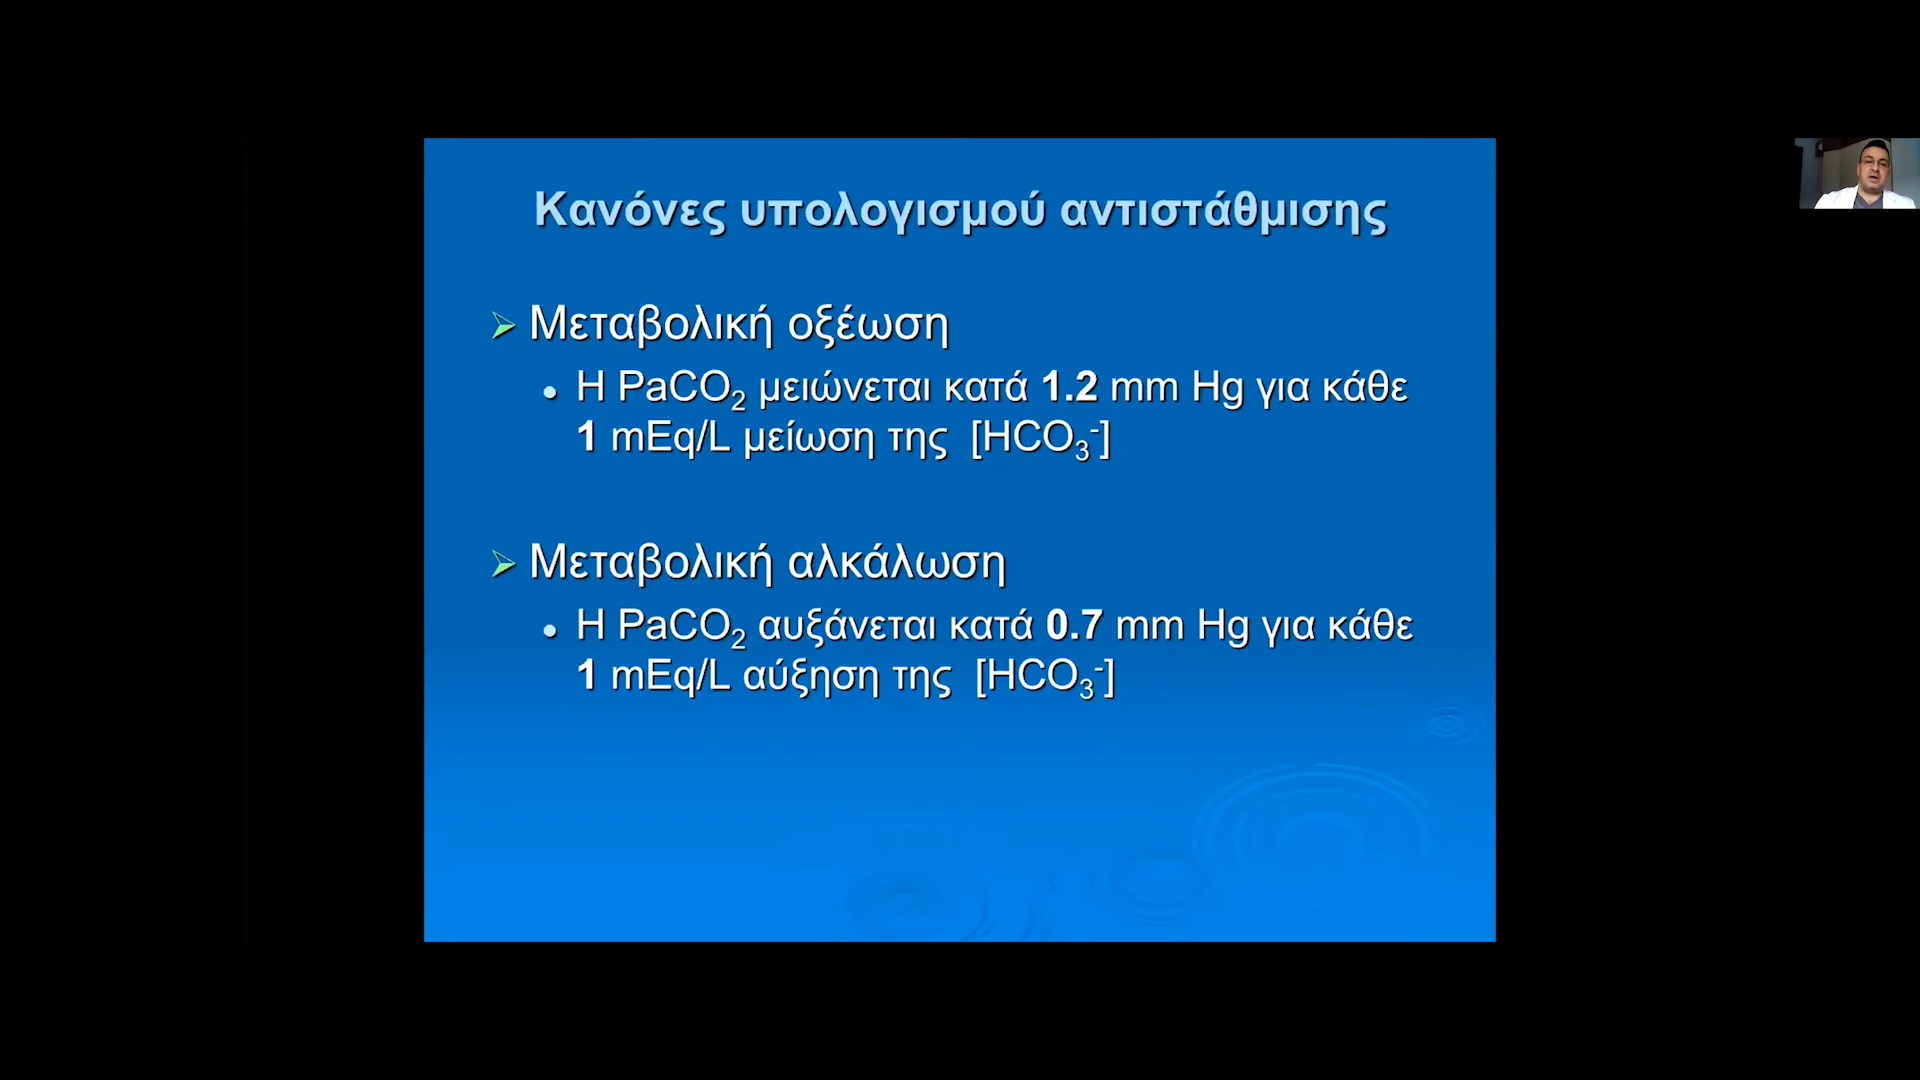 Κανόνες υπολογισμού αντιστάθμισης
Μεταβολική οξέωση
Η PaCO₂ μειώνεται κατά 1.2 mm Hg για κάθε
1 mEq/L μείωση της [HCO₃⁻]
Μεταβολική αλκάλωση
Η PaCO₂ αυξάνεται κατά 0.7 mm Hg για κάθε
1 mEq/L αύξηση της [HCO₃⁻]